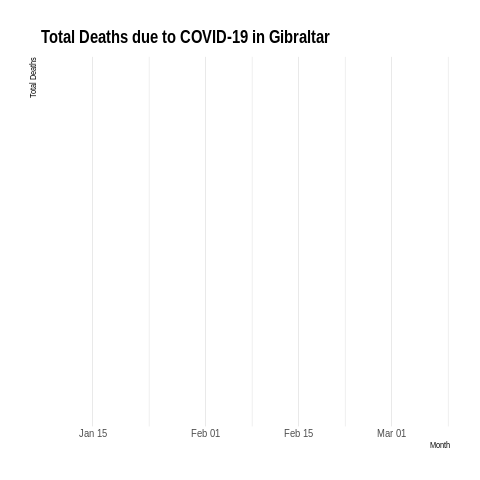 Total Deaths due to COVID-19 in Gibraltar
Total Deaths
Jan 15
Feb 01
Feb 15
Mar 01
Month